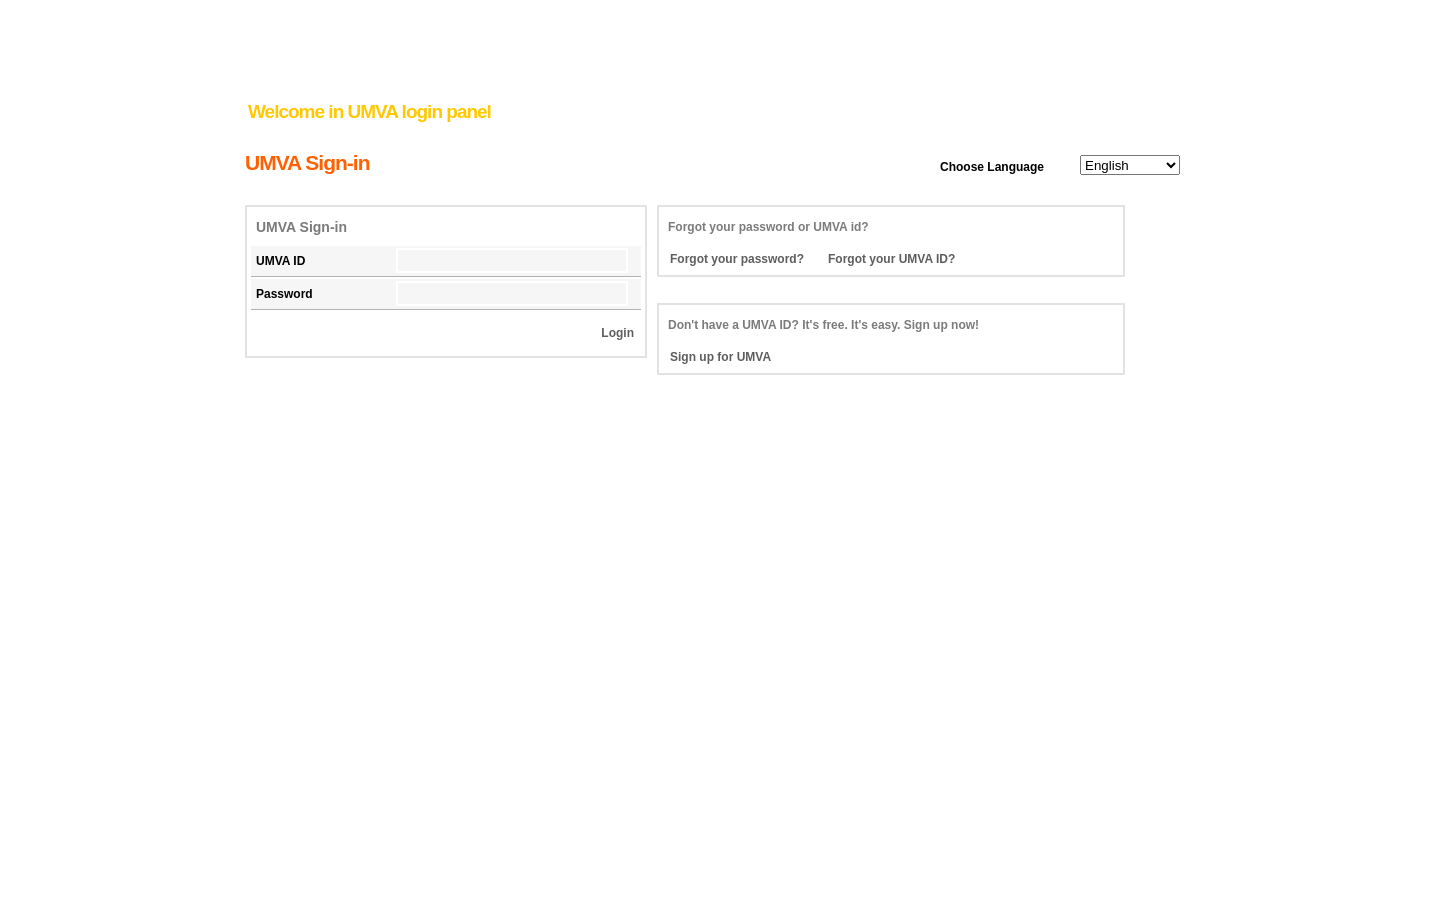 Welcome in UMVA login panel
UMVA Sign-in
Choose Language
English
UMVA Sign-in
UMVA ID
Password
Login
Forgot your password or UMVA id?
Forgot your password? Forgot your UMVA ID?
Don't have a UMVA ID? It's free. It's easy. Sign up now!
Sign up for UMVA